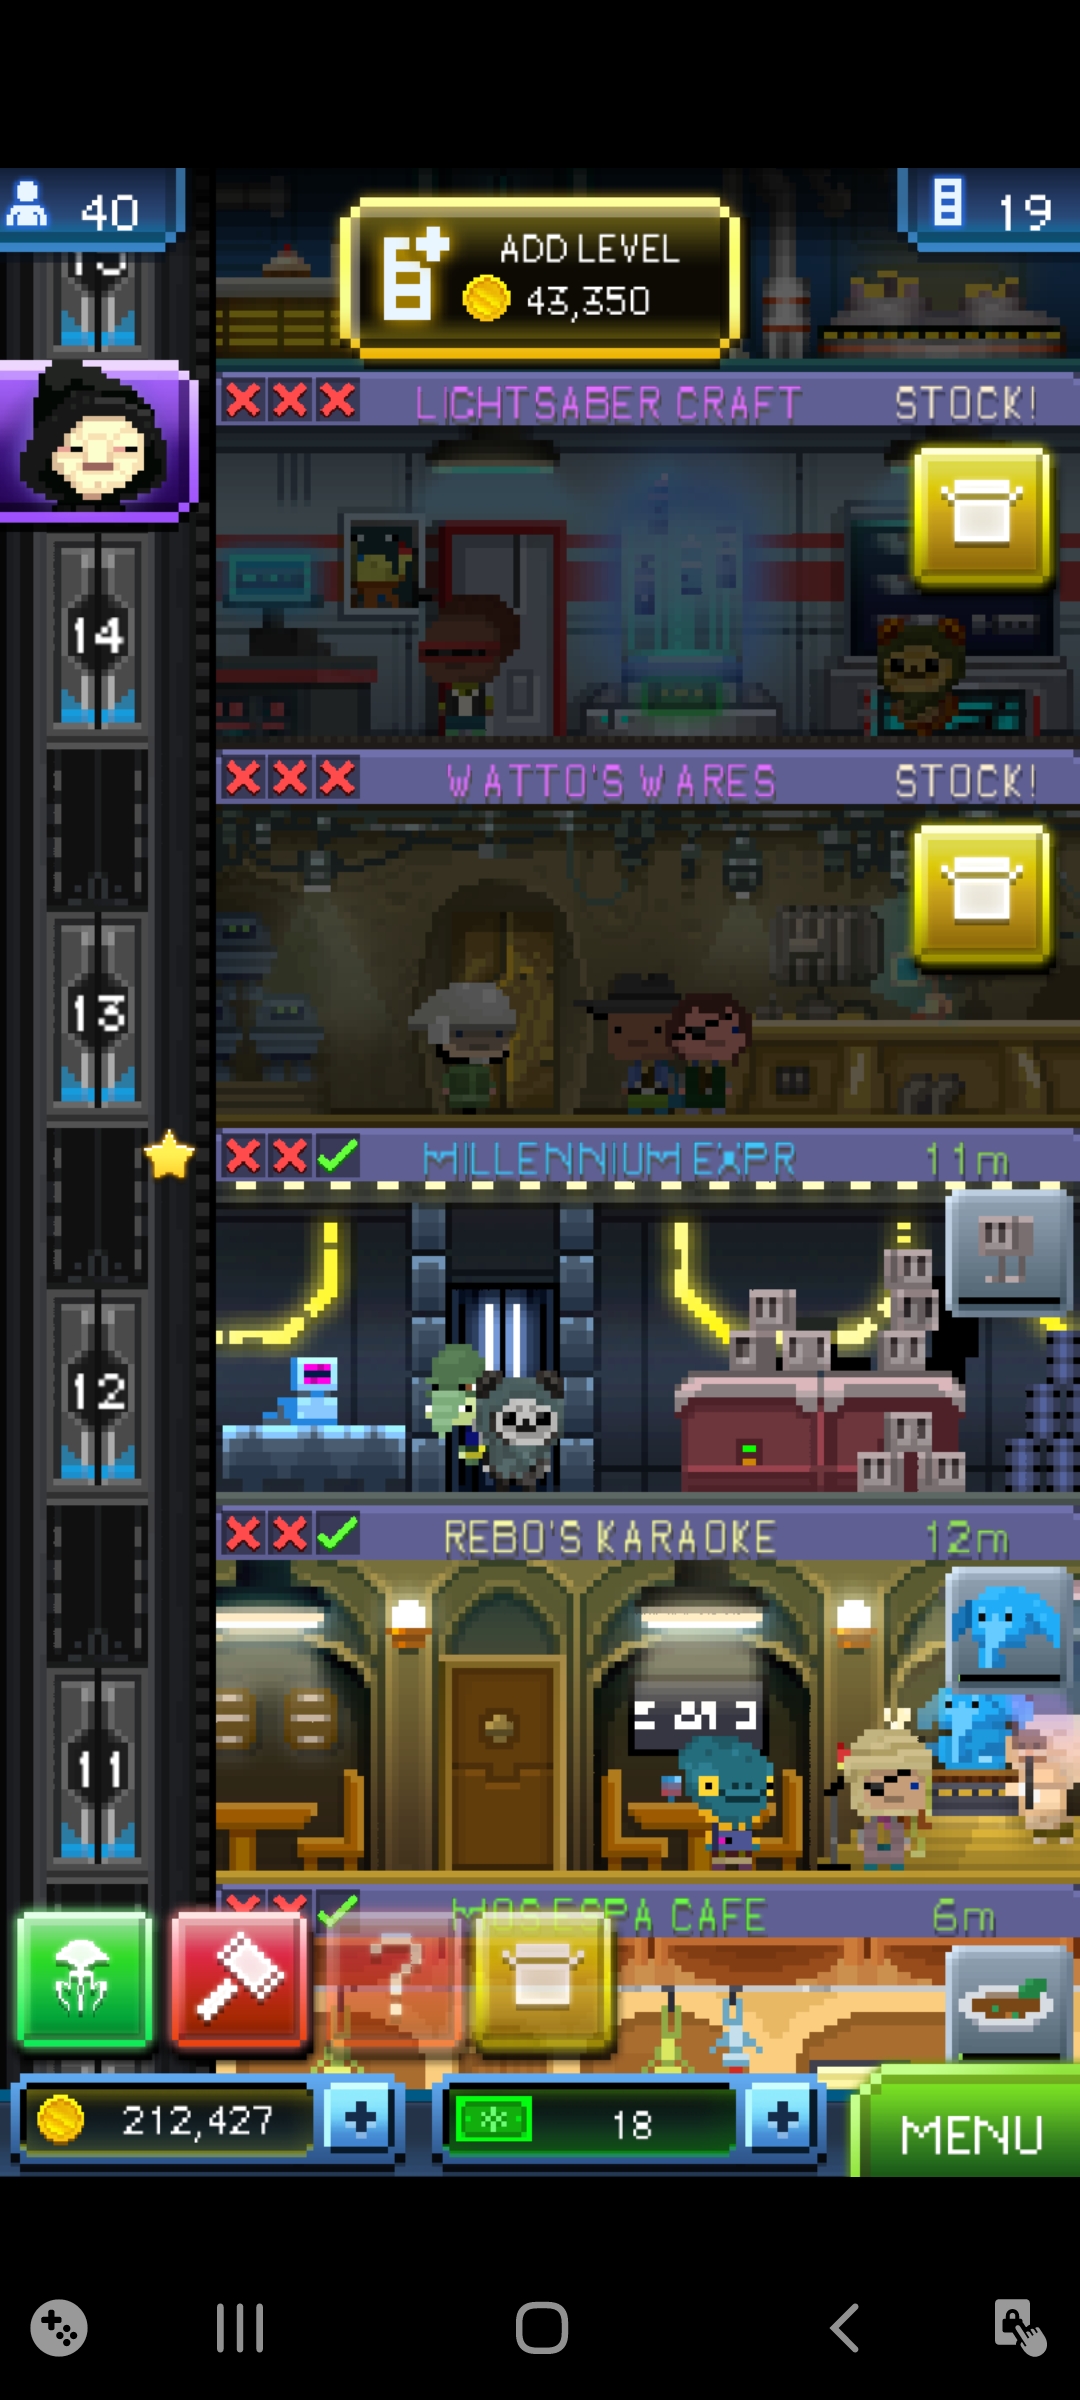 40
ADD LEVEL
43,350
19
LIGHTSABER CRAFT
STOCK!
14
WATTO'S WARES
STOCK!
13
MILLENNIUM EXPR
11m
12
REBO'S KARAOKE
12m
11
MOS ESPA CAFE
6m
?
212,427
+
18
+
MENU